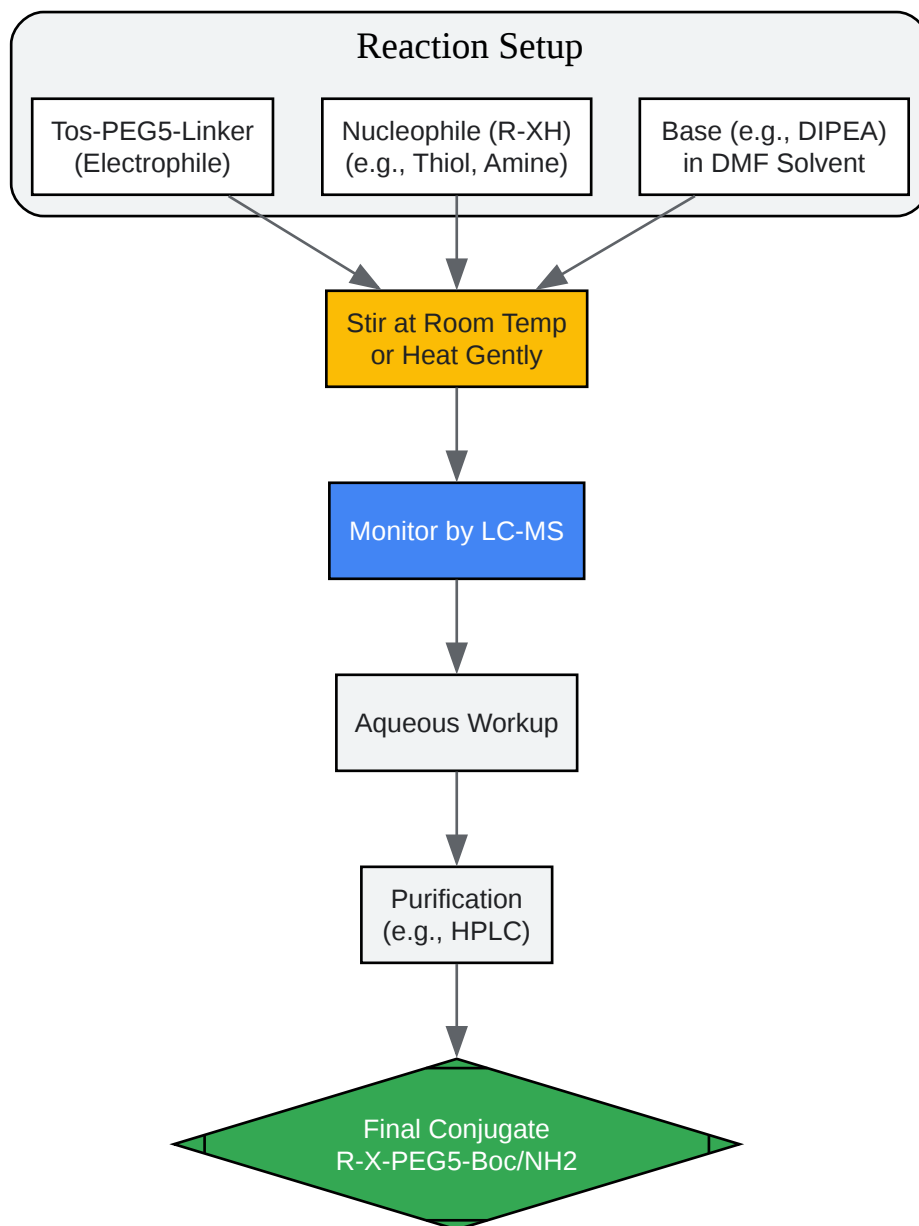 Reaction Setup
Tos-PEG5-Linker
(Electrophile)
Nucleophile (R-XH)
(e.g., Thiol, Amine)
Base (e.g., DIPEA)
in DMF Solvent
Stir at Room Temp
or Heat Gently
Monitor by LC-MS
Aqueous Workup
Purification
(e.g., HPLC)
Final Conjugate
R-X-PEG5-Boc/NH2